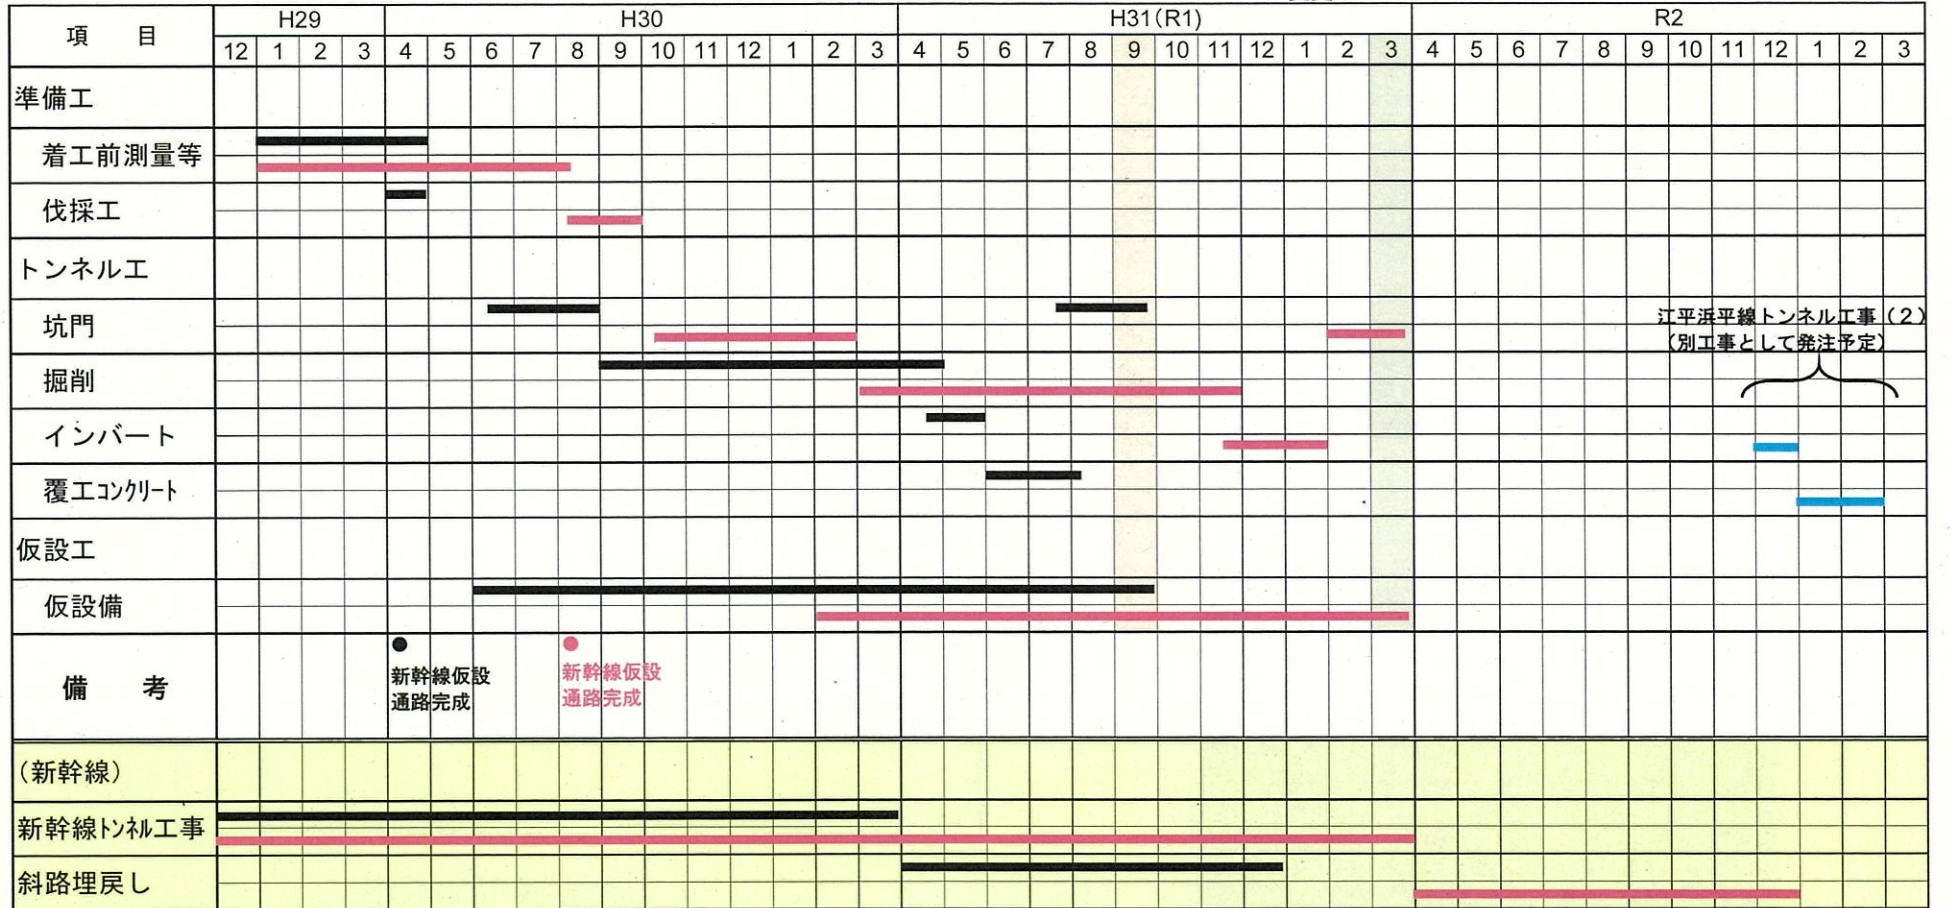 項　目 H29 H30 H31(R1) R2
12 1 2 3 4 5 6 7 8 9 10 11 12 1 2 3 4 5 6 7 8 9 10 11 12 1 2 3 4 5 6 7 8 9 10 11 12 1 2 3
準備工
着工前測量等
伐採工
トンネル工
坑門
江平浜平線トンネル工事（2）
（別工事として発注予定）
掘削
インバート
覆工ｺﾝｸﾘｰﾄ
仮設工
仮設備
備　考
新幹線仮設
通路完成
新幹線仮設
通路完成
（新幹線）
新幹線ﾄﾝﾈﾙ工事
斜路埋戻し